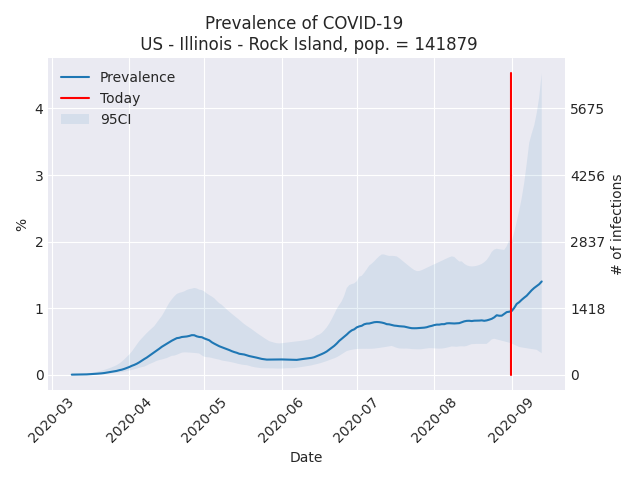 Prevalence of COVID-19
US - Illinois - Rock Island, pop. = 141879
Prevalence
Today
95CI
%
4
3
2
1
0
5675
4256
2837
1418
0
# of infections
2020-03
2020-04
2020-05
2020-06
2020-07
2020-08
2020-09
Date